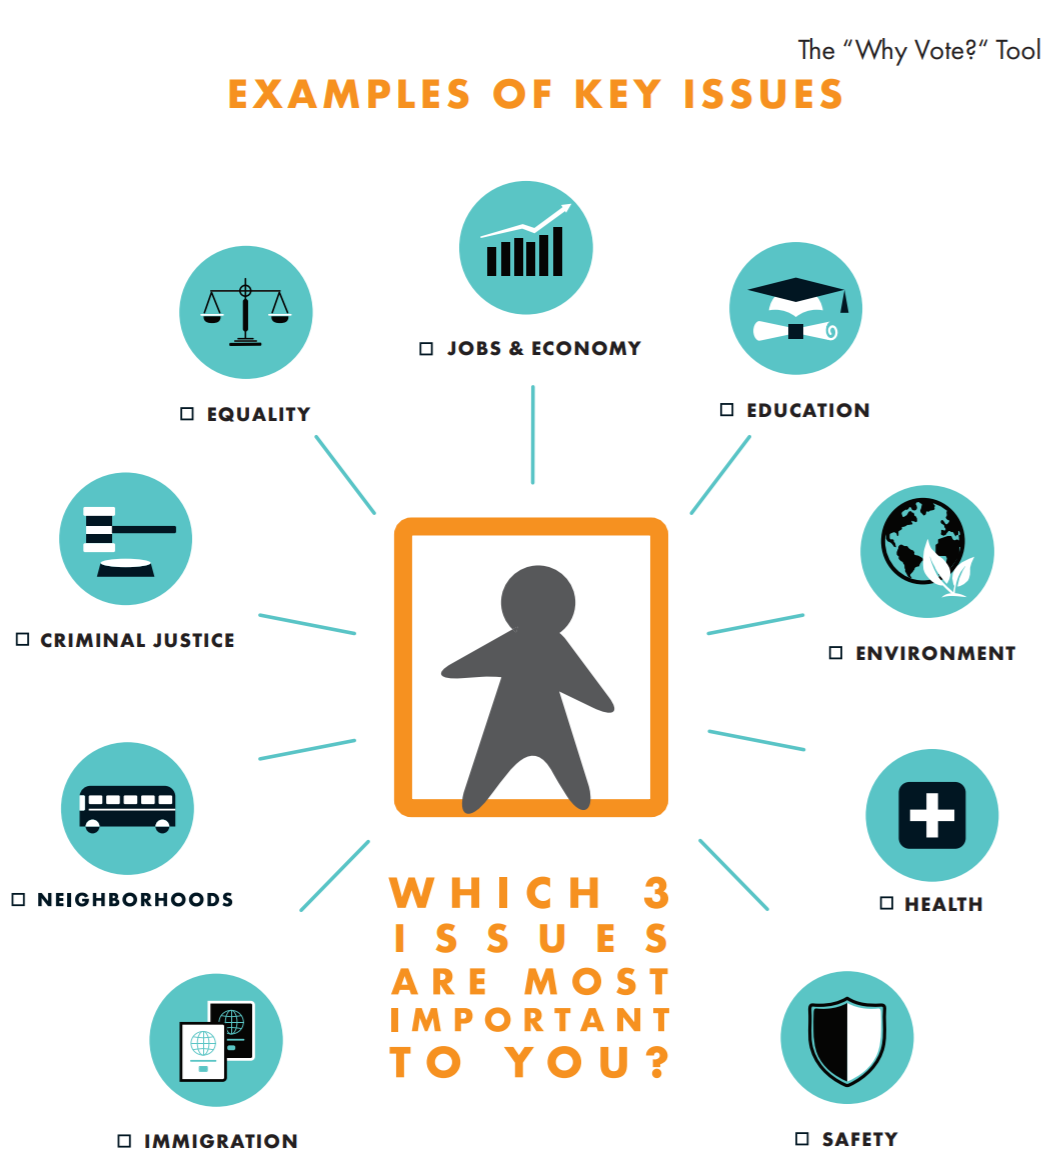 The “Why Vote?“ Tool
EXAMPLES OF KEY ISSUES
JOBS & ECONOMY
EQUALITY
EDUCATION
CRIMINAL JUSTICE
ENVIRONMENT
NEIGHBORHOODS
HEALTH
WHICH 3
ISSUES
ARE MOST
IMPORTANT
TO YOU?
IMMIGRATION
SAFETY